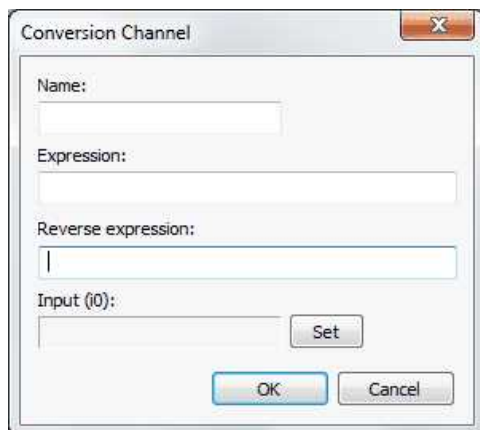 Conversion Channel
Name:
Expression:
Reverse expression:
Input (i0):
Set
OK Cancel